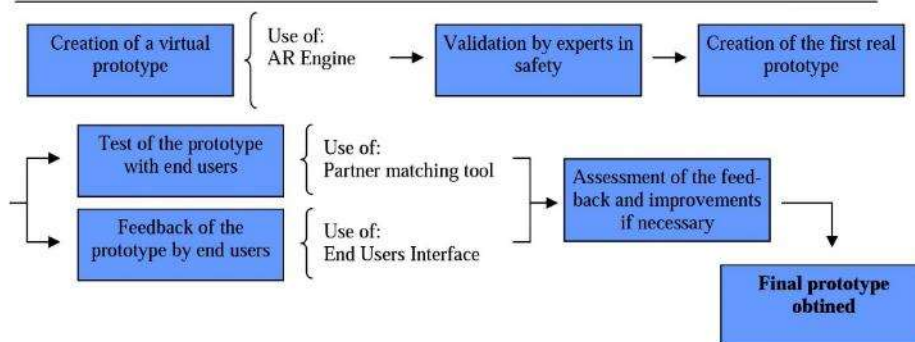 Creation of a virtual
prototype
Use of:
AR Engine
Validation by experts in
safety
Creation of the first real
prototype
Test of the prototype
with end users
Use of:
Partner matching tool
Feedback of the
prototype by end users
Use of:
End Users Interface
Assessment of the feed-
back and improvements
if necessary
Final prototype
obtined